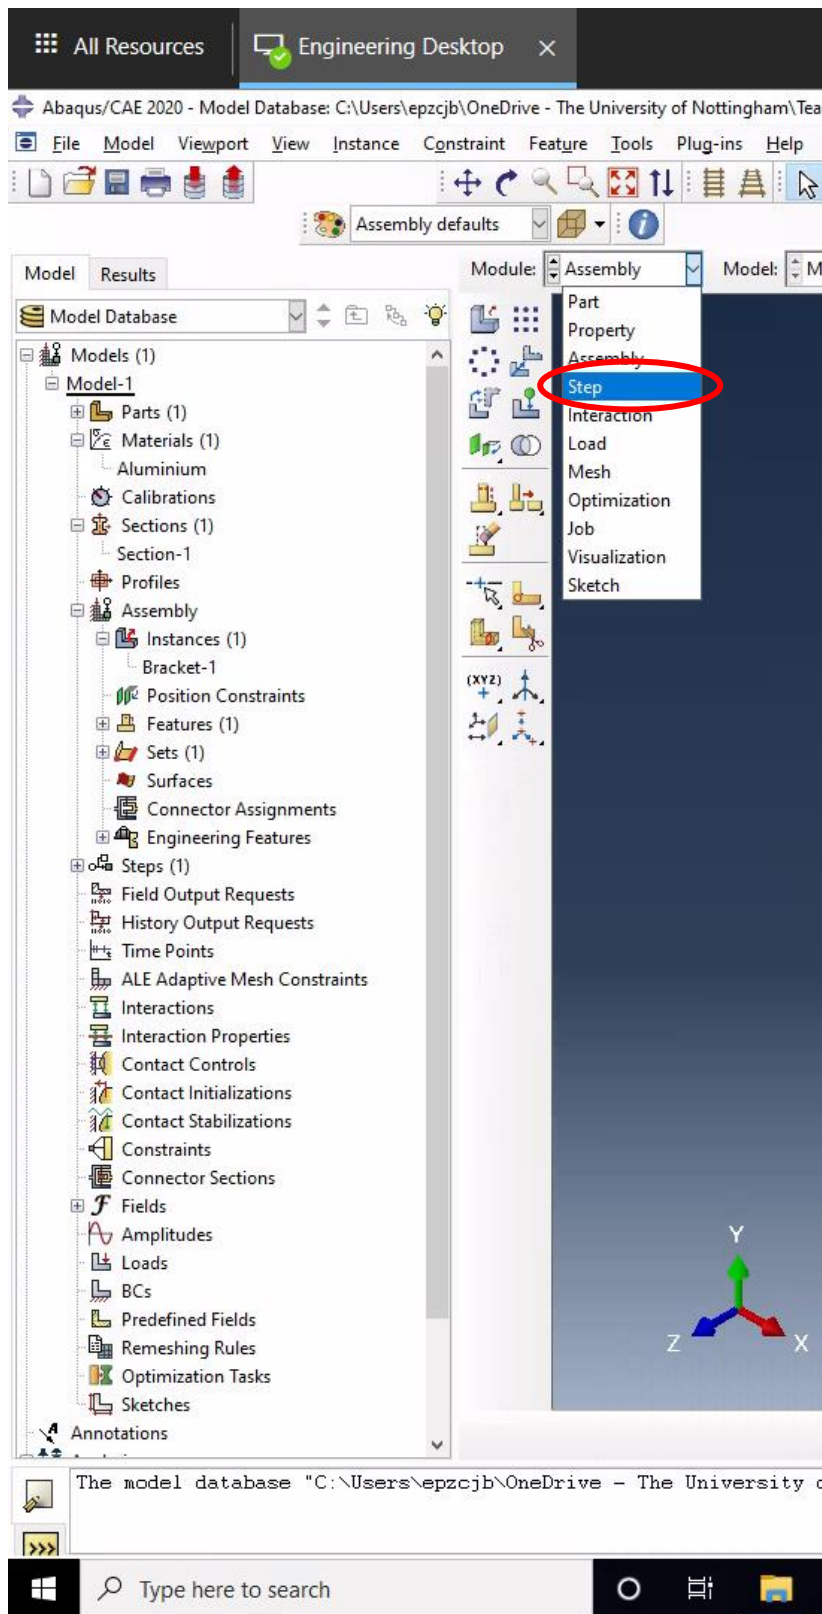 All Resources
Engineering Desktop
Abaqus/CAE 2020 - Model Database: C:\Users\epzcjb\OneDrive - The University of Nottingham\Tea
File Model Viewport View Instance Constraint Feature Tools Plug-ins Help
Assembly defaults
Model Results
Module: Assembly Model: M
Model Database
Part
Property
Assembly
Step
Interaction
Load
Mesh
Optimization
Job
Visualization
Sketch
Models (1)
Model-1
Parts (1)
Materials (1)
Aluminium
Calibrations
Sections (1)
Section-1
Profiles
Assembly
Instances (1)
Bracket-1
Position Constraints
Features (1)
Sets (1)
Surfaces
Connector Assignments
Engineering Features
Steps (1)
Field Output Requests
History Output Requests
Time Points
ALE Adaptive Mesh Constraints
Interactions
Interaction Properties
Contact Controls
Contact Initializations
Contact Stabilizations
Constraints
Connector Sections
Fields
Amplitudes
Loads
BCs
Predefined Fields
Remeshing Rules
Optimization Tasks
Sketches
Annotations
(XYZ)
Y
Z X
The model database "C:\Users\epzcjb\OneDrive - The University o
>>>
Type here to search